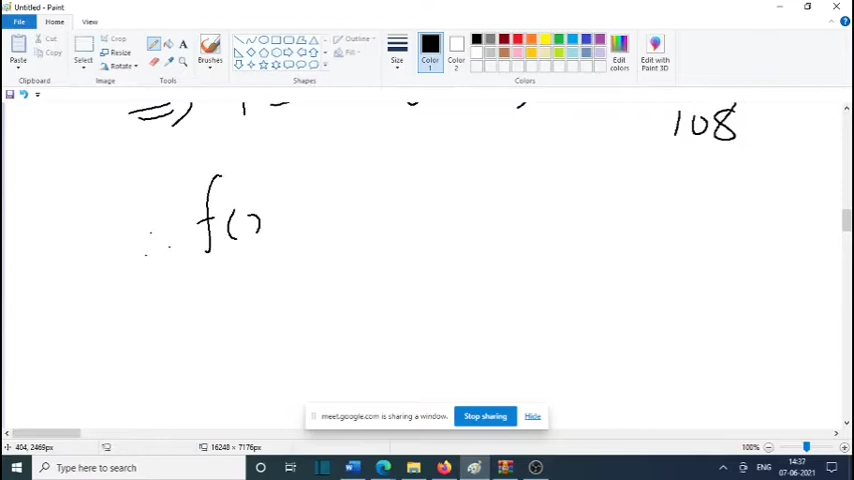 Untitled - Paint
File Home View
Paste
Cut
Copy
Clipboard
Select
Crop
Resize
Rotate
Image
Tools
Brushes
Shapes
Outline
Fill
Size
Color 1
Color 2
Edit colors
Colors
Edit with Paint 3D
108
∴ f(
meet.google.com is sharing a window. Stop sharing Hide
404, 2469px
16248 × 7176px
100%
Type here to search
ENG
14:37
07-06-2021